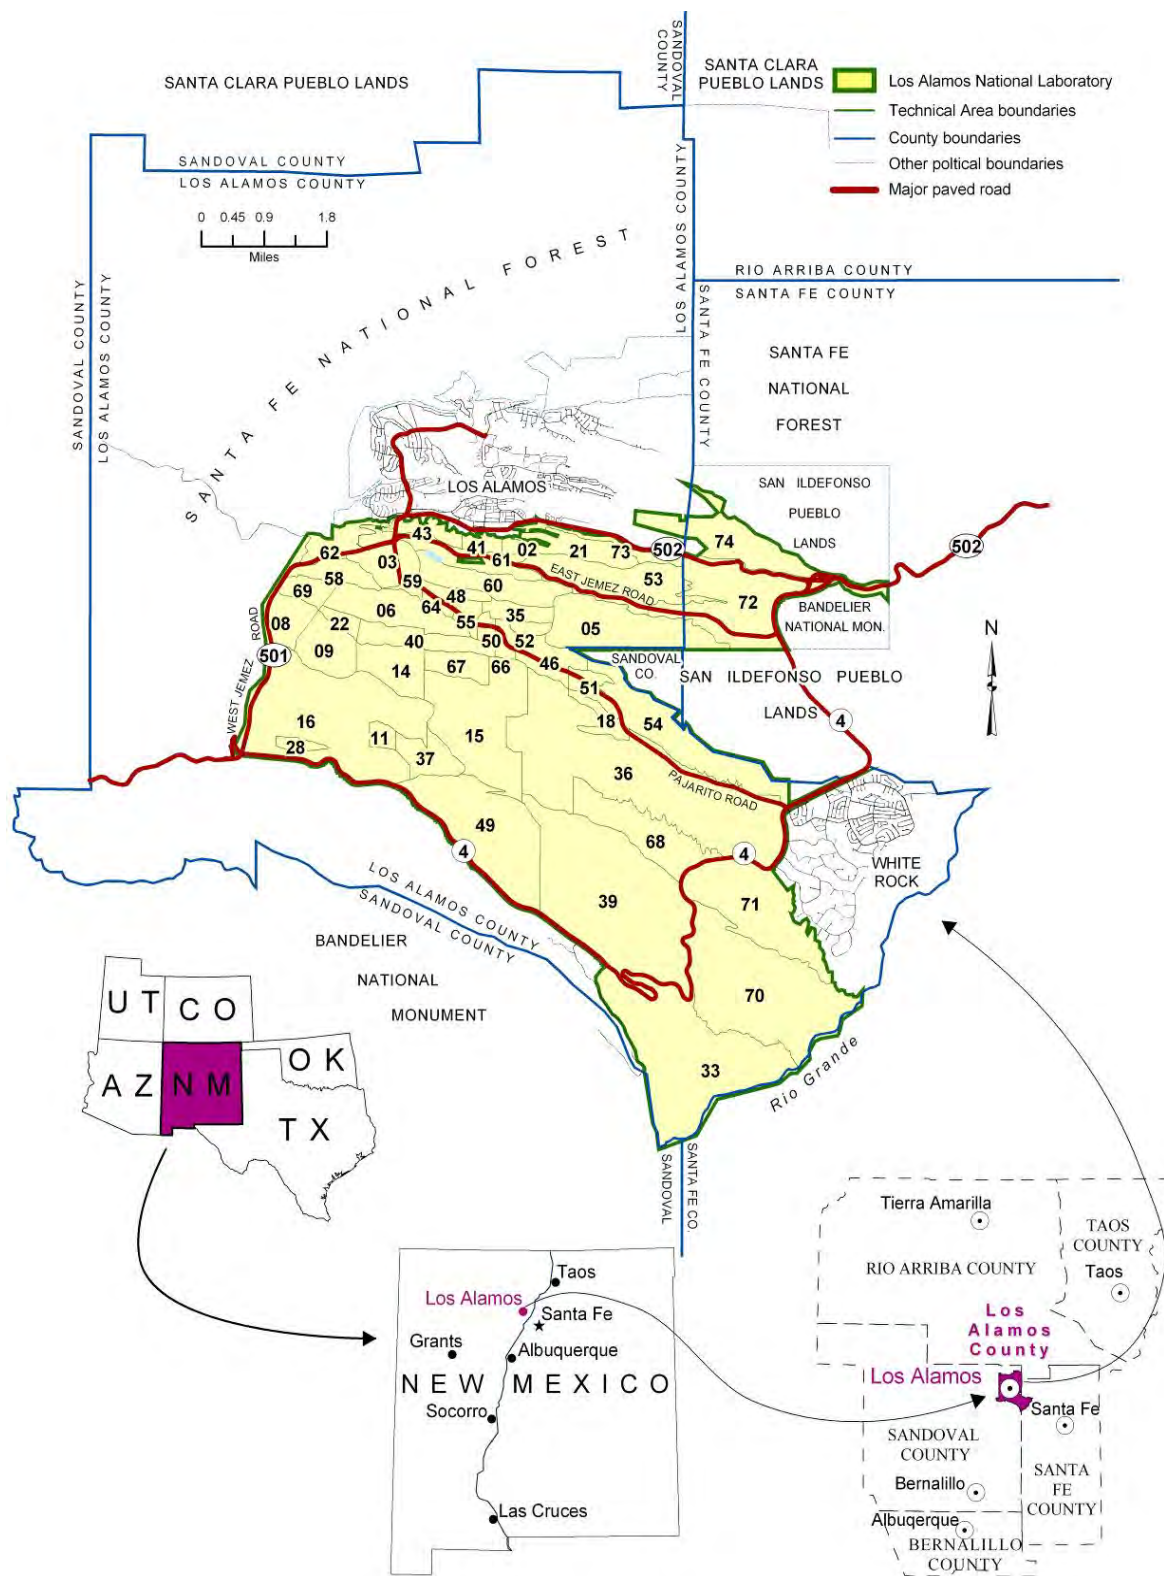 SANTA CLARA PUEBLO LANDS
SANDOVAL
COUNTY
SANTA CLARA
PUEBLO LANDS
Los Alamos National Laboratory
Technical Area boundaries
County boundaries
Other poltical boundaries
Major paved road
SANDOVAL COUNTY
LOS ALAMOS COUNTY
0 0.45 0.9 1.8
Miles
SANTA FE NATIONAL FOREST
LOS ALAMOS COUNTY
SANTA FE COUNTY
RIO ARRIBA COUNTY
SANTA FE COUNTY
SANDOVAL COUNTY
LOS ALAMOS COUNTY
SANTA FE
NATIONAL
FOREST
LOS ALAMOS
SAN ILDEFONSO
PUEBLO
LANDS
74
502
502
43
41
02
21
73
62
03
61
53
58
59
60
EAST JEMEZ ROAD
72
69
48
BANDELIER
NATIONAL MON.
06
64
35
08
22
55
05
N
WEST JEMEZ ROAD
501
09
40
50
52
46
SANDOVAL
CO.
SAN ILDEFONSO PUEBLO
LANDS
14
67
66
51
4
16
18
54
28
11
15
37
36
PAJARITO ROAD
49
68
4
4
WHITE
ROCK
LOS ALAMOS COUNTY
SANDOVAL COUNTY
39
71
BANDELIER
NATIONAL
MONUMENT
70
33
Rio Grande
UT
CO
AZ
NM
OK
TX
SANDOVAL
SANTA FE CO.
Tierra Amarilla
TAOS
COUNTY
RIO ARRIBA COUNTY
Taos
Los
Alamos
County
Los Alamos
Santa Fe
SANDOVAL
COUNTY
SANTA
FE
COUNTY
Bernalillo
Albuqerque
BERNALILLO
COUNTY
Taos
Los Alamos
Santa Fe
Grants
Albuquerque
NEW MEXICO
Socorro
Las Cruces